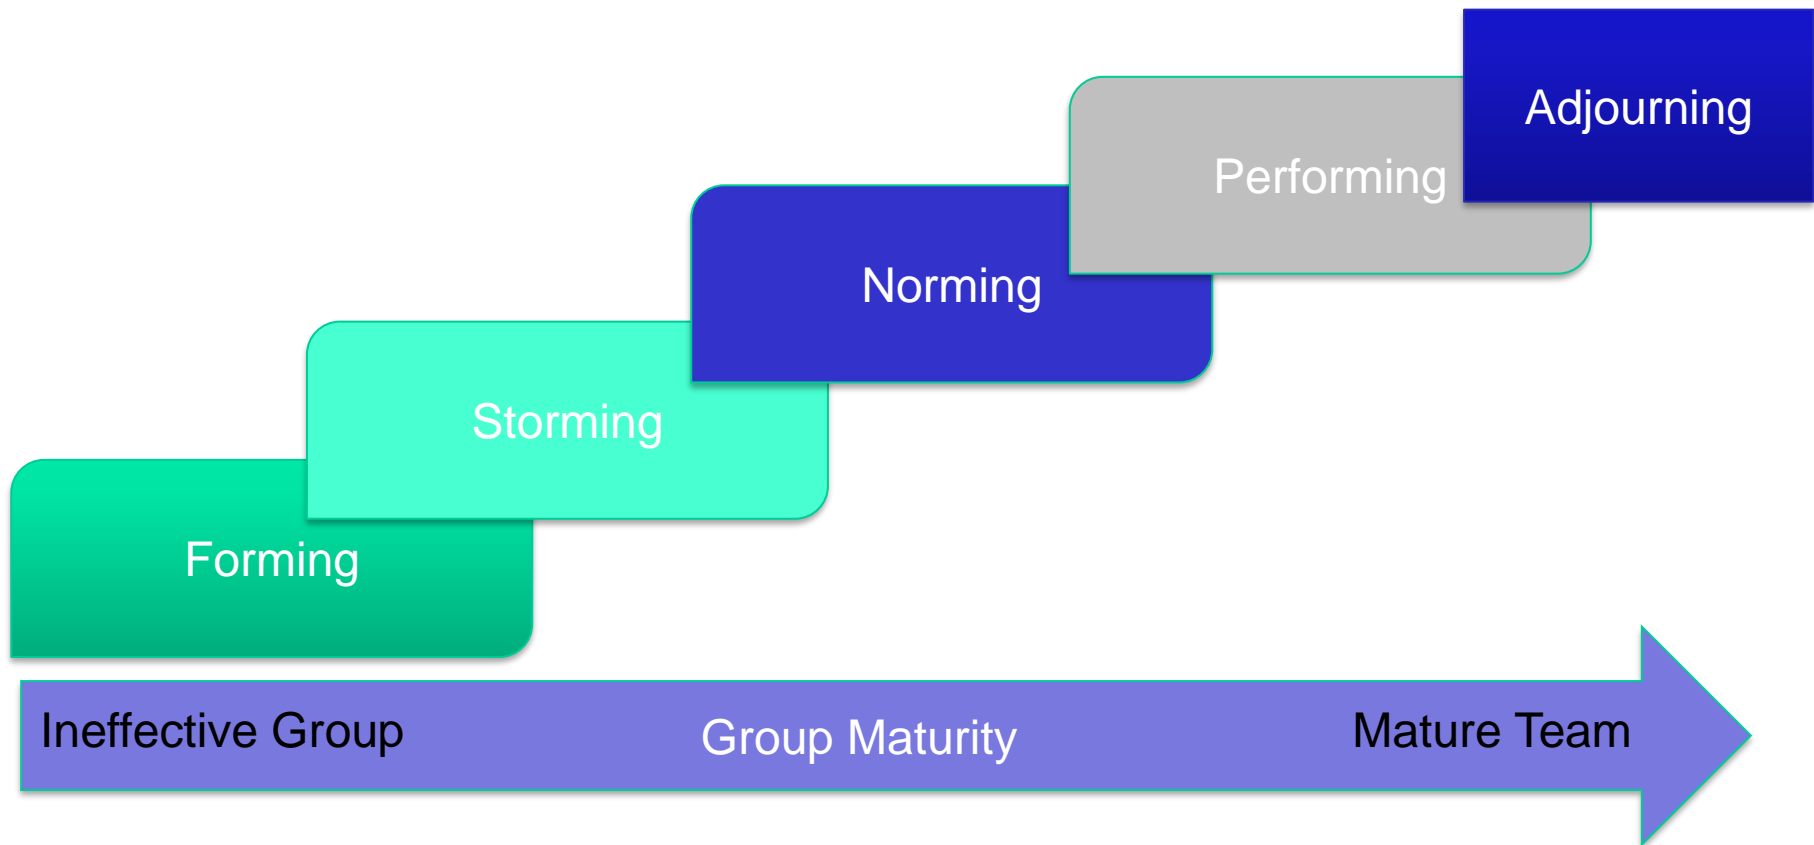 Adjourning
Performing
Norming
Storming
Forming
Ineffective Group
Group Maturity
Mature Team